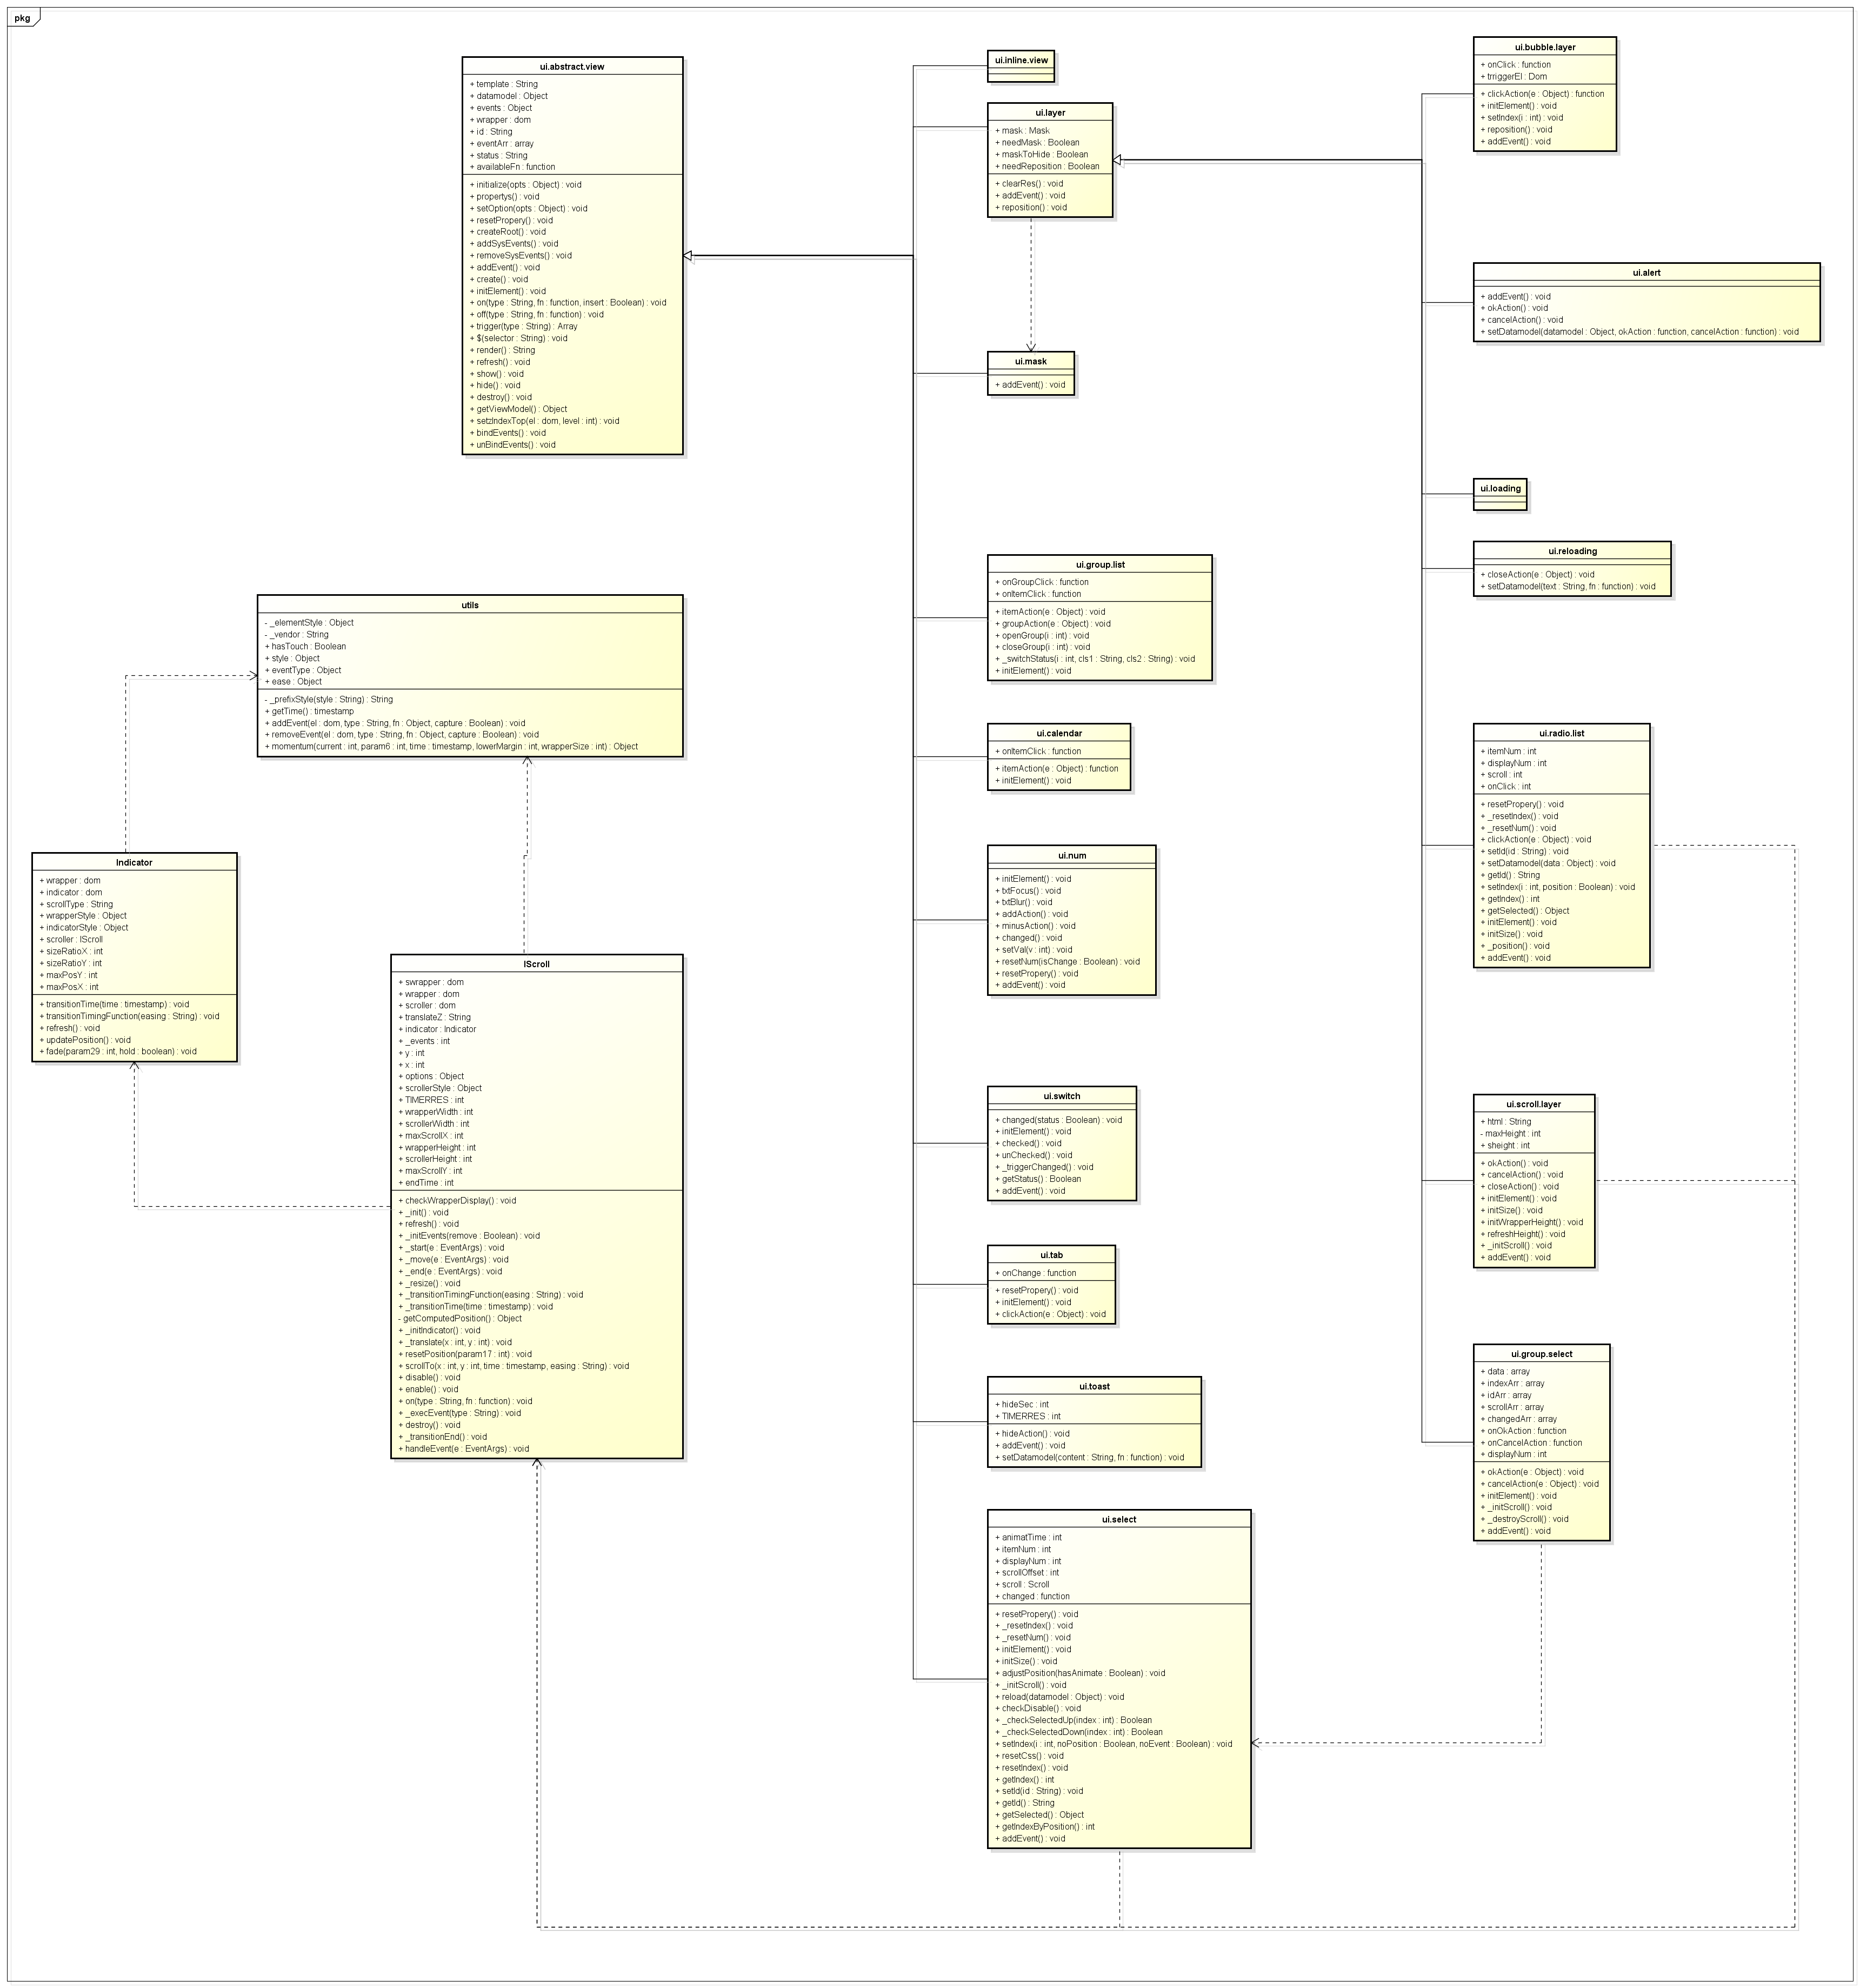 pkg
ui.abstract.view
+ template : String
+ datamodel : Object
+ events : Object
+ wrapper : dom
+ id : String
+ eventArr : array
+ status : String
+ availableFn : function
+ initialize(opts : Object) : void
+ propertys() : void
+ setOption(opts : Object) : void
+ resetPropery() : void
+ createRoot() : void
+ addSysEvents() : void
+ removeSysEvents() : void
+ addEvent() : void
+ create() : void
+ initElement() : void
+ on(type : String, fn : function, insert : Boolean) : void
+ off(type : String, fn : function) : void
+ trigger(type : String) : Array
+ $(selector : String) : void
+ render() : String
+ refresh() : void
+ show() : void
+ hide() : void
+ destroy() : void
+ getViewModel() : Object
+ setzIndexTop(el : dom, level : int) : void
+ bindEvents() : void
+ unBindEvents() : void
utils
- _elementStyle : Object
- _vendor : String
+ hasTouch : Boolean
+ style : Object
+ eventType : Object
+ ease : Object
- _prefixStyle(style : String) : String
+ getTime() : timestamp
+ addEvent(el : dom, type : String, fn : Object, capture : Boolean) : void
+ removeEvent(el : dom, type : String, fn : Object, capture : Boolean) : void
+ momentum(current : int, param6 : int, time : timestamp, lowerMargin : int, wrapperSize : int) : Object
Indicator
+ wrapper : dom
+ indicator : dom
+ scrollType : String
+ wrapperStyle : Object
+ indicatorStyle : Object
+ scroller : IScroll
+ sizeRatioX : int
+ sizeRatioY : int
+ maxPosY : int
+ maxPosX : int
+ transitionTime(time : timestamp) : void
+ transitionTimingFunction(easing : String) : void
+ refresh() : void
+ updatePosition() : void
+ fade(param29 : int, hold : boolean) : void
IScroll
+ swrapper : dom
+ wrapper : dom
+ scroller : dom
+ translateZ : String
+ indicator : Indicator
+ _events : int
+ y : int
+ x : int
+ options : Object
+ scrollerStyle : Object
+ TIMERRES : int
+ wrapperWidth : int
+ scrollerWidth : int
+ maxScrollX : int
+ wrapperHeight : int
+ scrollerHeight : int
+ maxScrollY : int
+ endTime : int
+ checkWrapperDisplay() : void
+ _init() : void
+ refresh() : void
+ _initEvents(remove : Boolean) : void
+ _start(e : EventArgs) : void
+ _move(e : EventArgs) : void
+ _end(e : EventArgs) : void
+ _resize() : void
+ _transitionTimingFunction(easing : String) : void
+ _transitionTime(time : timestamp) : void
- getComputedPosition() : Object
+ _initIndicator() : void
+ _translate(x : int, y : int) : void
+ resetPosition(param17 : int) : void
+ scrollTo(x : int, y : int, time : timestamp, easing : String) : void
+ disable() : void
+ enable() : void
+ on(type : String, fn : function) : void
+ _execEvent(type : String) : void
+ destroy() : void
+ _transitionEnd() : void
+ handleEvent(e : EventArgs) : void
ui.inline.view
ui.layer
+ mask : Mask
+ needMask : Boolean
+ maskToHide : Boolean
+ needReposition : Boolean
+ clearRes() : void
+ addEvent() : void
+ reposition() : void
ui.mask
+ addEvent() : void
ui.group.list
+ onGroupClick : function
+ onItemClick : function
+ itemAction(e : Object) : void
+ groupAction(e : Object) : void
+ openGroup(i : int) : void
+ closeGroup(i : int) : void
+ _switchStatus(i : int, cls1 : String, cls2 : String) : void
+ initElement() : void
ui.calendar
+ onItemClick : function
+ itemAction(e : Object) : function
+ initElement() : void
ui.num
+ initElement() : void
+ txtFocus() : void
+ txtBlur() : void
+ addAction() : void
+ minusAction() : void
+ changed() : void
+ setVal(v : int) : void
+ resetNum(isChange : Boolean) : void
+ resetPropery() : void
+ addEvent() : void
ui.switch
+ changed(status : Boolean) : void
+ initElement() : void
+ checked() : void
+ unChecked() : void
+ _triggerChanged() : void
+ getStatus() : Boolean
+ addEvent() : void
ui.tab
+ onChange : function
+ resetPropery() : void
+ initElement() : void
+ clickAction(e : Object) : void
ui.toast
+ hideSec : int
+ TIMERRES : int
+ hideAction() : void
+ addEvent() : void
+ setDatamodel(content : String, fn : function) : void
ui.select
+ animatTime : int
+ itemNum : int
+ displayNum : int
+ scrollOffset : int
+ scroll : Scroll
+ changed : function
+ resetPropery() : void
+ _resetIndex() : void
+ _resetNum() : void
+ initElement() : void
+ initSize() : void
+ adjustPosition(hasAnimate : Boolean) : void
+ _initScroll() : void
+ reload(datamodel : Object) : void
+ checkDisable() : void
+ _checkSelectedUp(index : int) : Boolean
+ _checkSelectedDown(index : int) : Boolean
+ setIndex(i : int, noPosition : Boolean, noEvent : Boolean) : void
+ resetCss() : void
+ resetIndex() : void
+ getIndex() : int
+ setId(id : String) : void
+ getId() : String
+ getSelected() : Object
+ getIndexByPosition() : int
+ addEvent() : void
ui.bubble.layer
+ onClick : function
+ trriggerEl : Dom
+ clickAction(e : Object) : function
+ initElement() : void
+ setIndex(i : int) : void
+ reposition() : void
+ addEvent() : void
ui.alert
+ addEvent() : void
+ okAction() : void
+ cancelAction() : void
+ setDatamodel(datamodel : Object, okAction : function, cancelAction : function) : void
ui.loading
ui.reloading
+ closeAction(e : Object) : void
+ setDatamodel(text : String, fn : function) : void
ui.radio.list
+ itemNum : int
+ displayNum : int
+ scroll : int
+ onClick : int
+ resetPropery() : void
+ _resetIndex() : void
+ _resetNum() : void
+ clickAction(e : Object) : void
+ setId(id : String) : void
+ setDatamodel(data : Object) : void
+ getId() : String
+ setIndex(i : int, position : Boolean) : void
+ getIndex() : int
+ getSelected() : Object
+ initElement() : void
+ initSize() : void
+ _position() : void
+ addEvent() : void
ui.scroll.layer
+ html : String
- maxHeight : int
+ sheight : int
+ okAction() : void
+ cancelAction() : void
+ closeAction() : void
+ initElement() : void
+ initSize() : void
+ initWrapperHeight() : void
+ refreshHeight() : void
+ _initScroll() : void
+ addEvent() : void
ui.group.select
+ data : array
+ indexArr : array
+ idArr : array
+ scrollArr : array
+ changedArr : array
+ onOkAction : function
+ onCancelAction : function
+ displayNum : int
+ okAction(e : Object) : void
+ cancelAction(e : Object) : void
+ initElement() : void
+ _initScroll() : void
+ _destroyScroll() : void
+ addEvent() : void